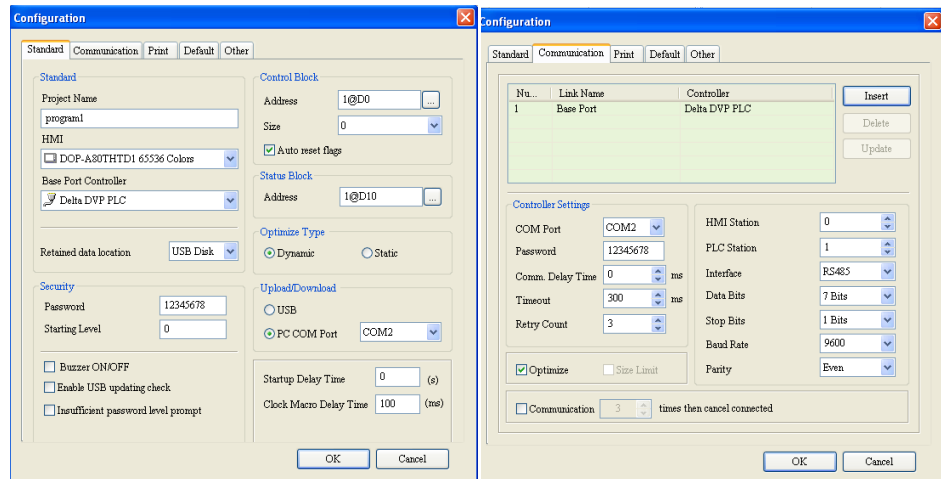 Configuration
Standard Communication Print Default Other
Standard
Project Name
program1
HMI
DOP-A80THTD1 65536 Colors
Base Port Controller
Delta DVP PLC
Retained data location USB Disk
Security
Password 12345678
Starting Level 0
Buzzer ON/OFF
Enable USB updating check
Insufficient password level prompt
Control Block
Address 1@D0 ...
Size 0
Auto reset flags
Status Block
Address 1@D10 ...
Optimize Type
Dynamic Static
Upload/Download
USB
PC COM Port COM2
Startup Delay Time 0 (s)
Clock Macro Delay Time 100 (ms)
OK Cancel
Configuration
Standard Communication Print Default Other
Nu... Link Name Controller
1 Base Port Delta DVP PLC
Insert
Delete
Update
Controller Settings
COM Port COM2
Password 12345678
Comm. Delay Time 0 ms
Timeout 300 ms
Retry Count 3
Optimize Size Limit
HMI Station 0
PLC Station 1
Interface RS485
Data Bits 7 Bits
Stop Bits 1 Bits
Baud Rate 9600
Parity Even
Communication 3 times then cancel connected
OK Cancel